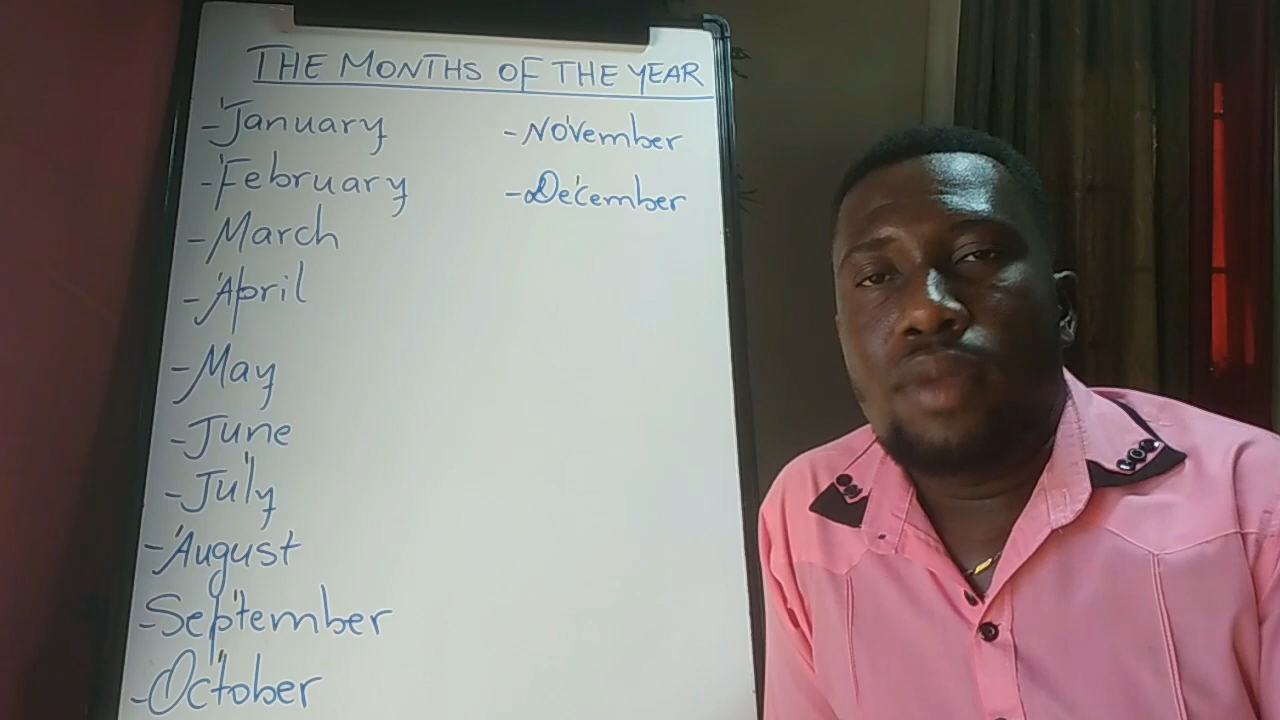 THE MONTHS OF THE YEAR
- January
- February
- March
- April
- May
- June
- July
- August
- September
- October
- November
- December